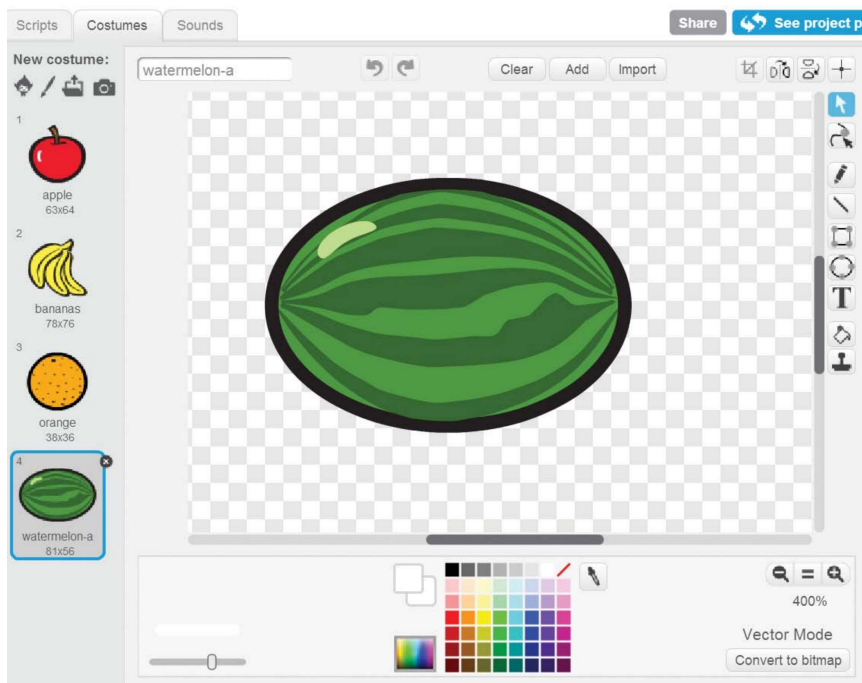 Scripts
Costumes
Sounds
Share
See project p
New costume:
1
apple
63x64
2
bananas
78x76
3
orange
38x36
4
watermelon-a
81x56
watermelon-a
Clear
Add
Import
T
400%
Vector Mode
Convert to bitmap